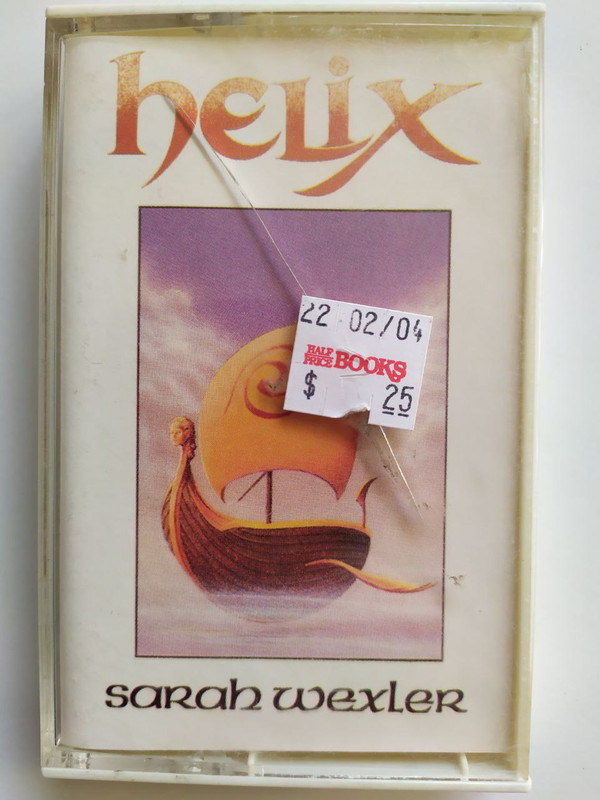 helix
22 02/04
HALF PRICE BOOKS
$ 25
sarah wexler